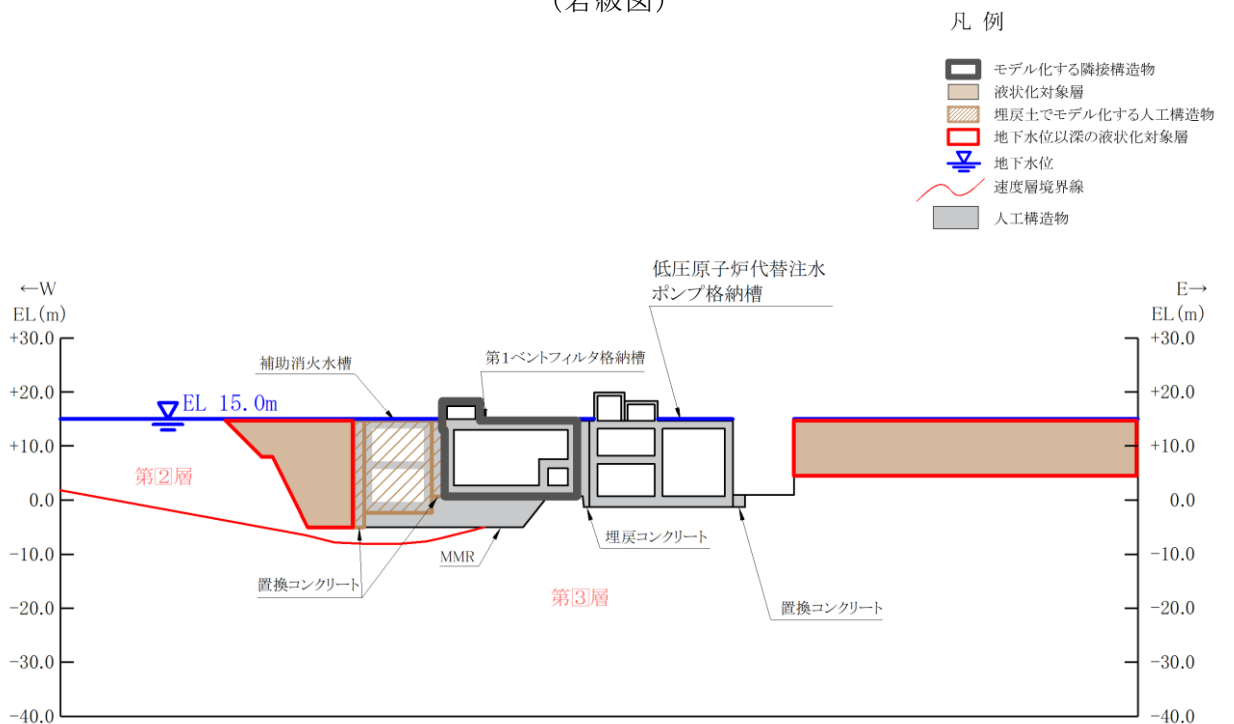 (岩級図)
凡 例
モデル化する隣接構造物
液状化対象層
埋戻土でモデル化する人工構造物
地下水位以深の液状化対象層
地下水位
速度層境界線
人工構造物
低圧原子炉代替注水
ポンプ格納槽
←W
EL(m)
E→
EL(m)
+30.0
+20.0
+10.0
0.0
-10.0
-20.0
-30.0
-40.0
補助消火水槽
第1ベントフィルタ格納槽
EL 15.0m
第②層
埋戻コンクリート
MMR
置換コンクリート
第③層
置換コンクリート
+30.0
+20.0
+10.0
0.0
-10.0
-20.0
-30.0
-40.0